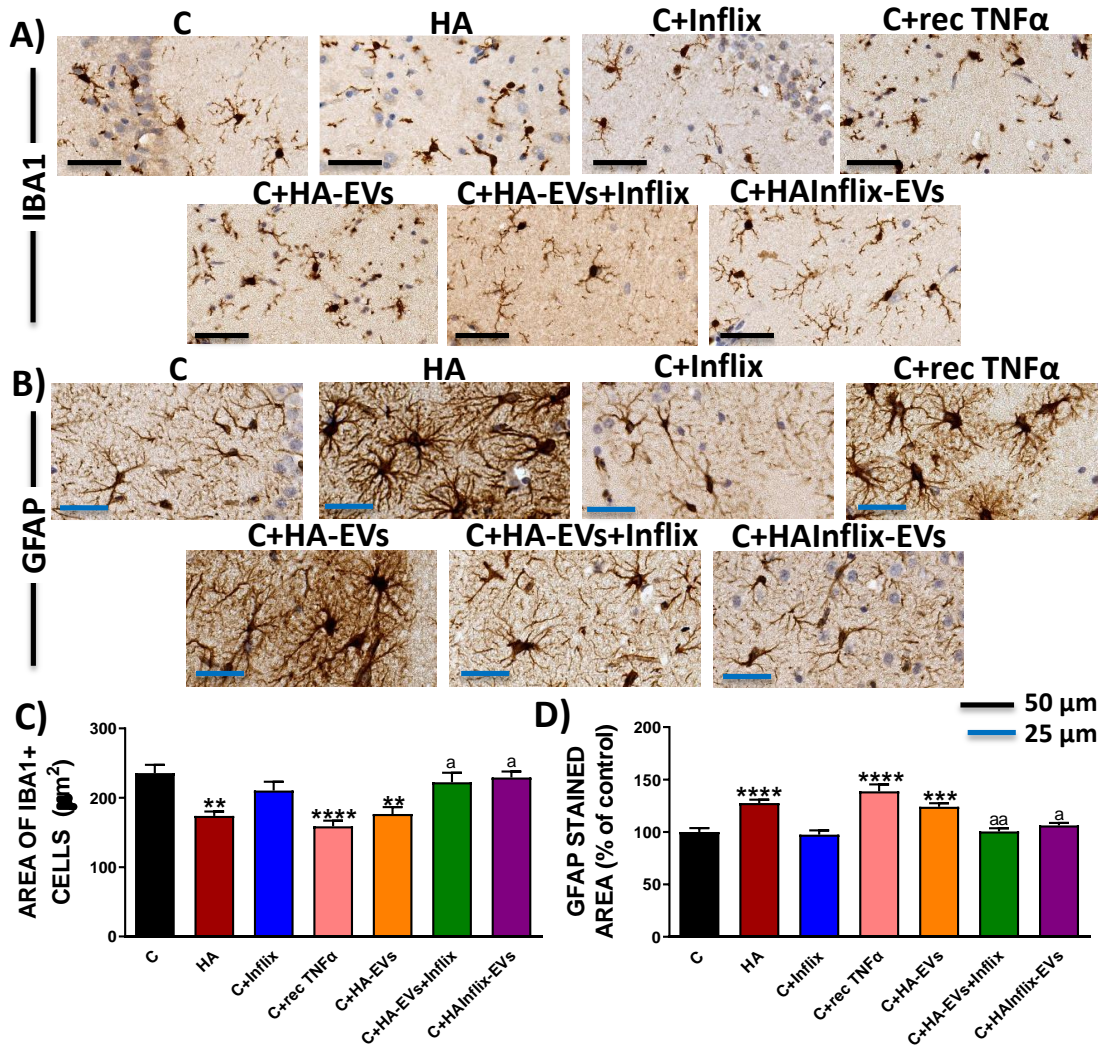 A)
C
HA
C+Inflix
C+rec TNFα
IBA1
C+HA-EVs
C+HA-EVs+Inflix
C+HAInflix-EVs
B)
C
HA
C+Inflix
C+rec TNFα
GFAP
C+HA-EVs
C+HA-EVs+Inflix
C+HAInflix-EVs
50 µm
25 µm
C)
AREA OF IBA1+
CELLS (µm²)
300
200
100
0
**
****
**
a
a
C
HA
C+Inflix
C+rec TNFα
C+HA-EVs
C+HA-EVs+Inflix
C+HAInflix-EVs
D)
GFAP STAINED
AREA (% of control)
200
150
100
50
0
****
****
***
aa
a
C
HA
C+Inflix
C+rec TNFα
C+HA-EVs
C+HA-EVs+Inflix
C+HAInflix-EVs